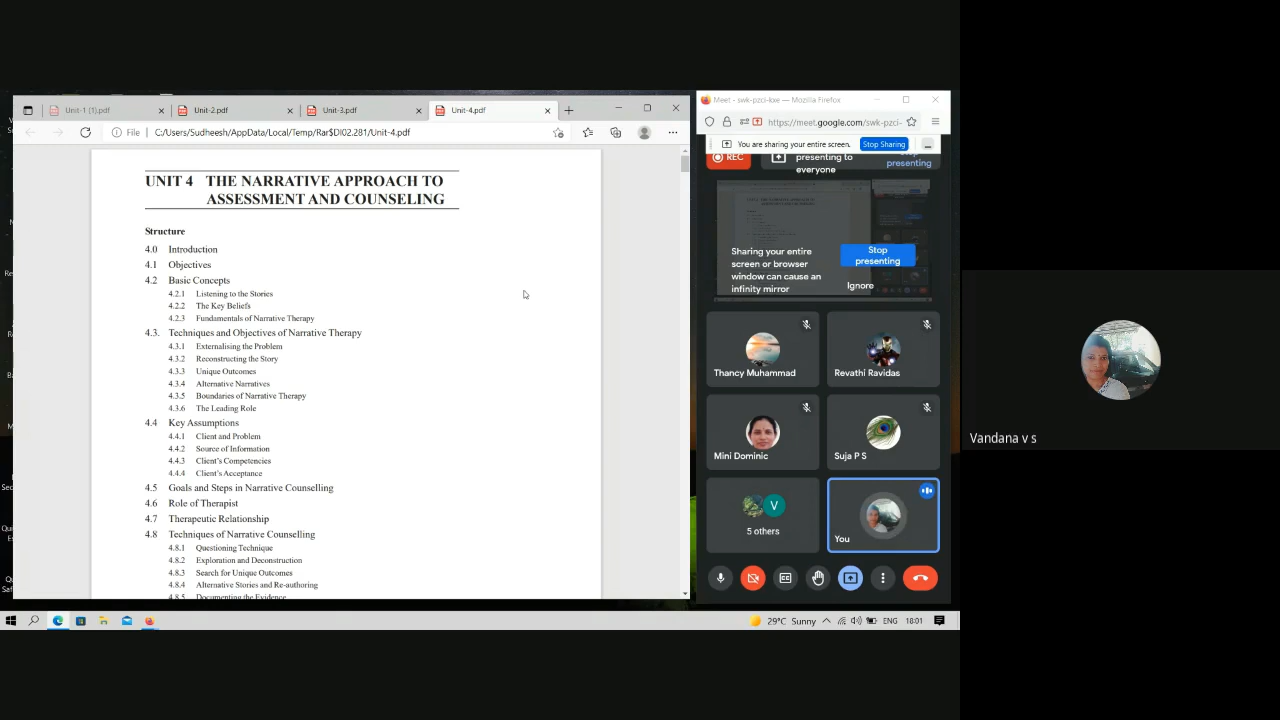 Unit-1 (1).pdf
Unit-2.pdf
Unit-3.pdf
Unit-4.pdf
File
C:/Users/Sudheesh/AppData/Local/Temp/Rar$DI02.281/Unit-4.pdf
UNIT 4 THE NARRATIVE APPROACH TO
ASSESSMENT AND COUNSELING
Structure
4.0 Introduction
4.1 Objectives
4.2 Basic Concepts
4.2.1 Listening to the Stories
4.2.2 The Key Beliefs
4.2.3 Fundamentals of Narrative Therapy
4.3. Techniques and Objectives of Narrative Therapy
4.3.1 Externalising the Problem
4.3.2 Reconstructing the Story
4.3.3 Unique Outcomes
4.3.4 Alternative Narratives
4.3.5 Boundaries of Narrative Therapy
4.3.6 The Leading Role
4.4 Key Assumptions
4.4.1 Client and Problem
4.4.2 Source of Information
4.4.3 Client's Competencies
4.4.4 Client's Acceptance
4.5 Goals and Steps in Narrative Counselling
4.6 Role of Therapist
4.7 Therapeutic Relationship
4.8 Techniques of Narrative Counselling
4.8.1 Questioning Technique
4.8.2 Exploration and Deconstruction
4.8.3 Search for Unique Outcomes
4.8.4 Alternative Stories and Re-authoring
4.8.5 Documenting the Evidence
Meet - swk-pzci-kxe — Mozilla Firefox
https://meet.google.com/swk-pzci-
You are sharing your entire screen.
Stop Sharing
REC
presenting to
everyone
presenting
Sharing your entire
screen or browser
window can cause an
infinity mirror
Stop
presenting
Ignore
Thancy Muhammad
Revathi Ravidas
Mini Dominic
Suja P S
V
5 others
You
Vandana v s
29°C Sunny
ENG
18:01